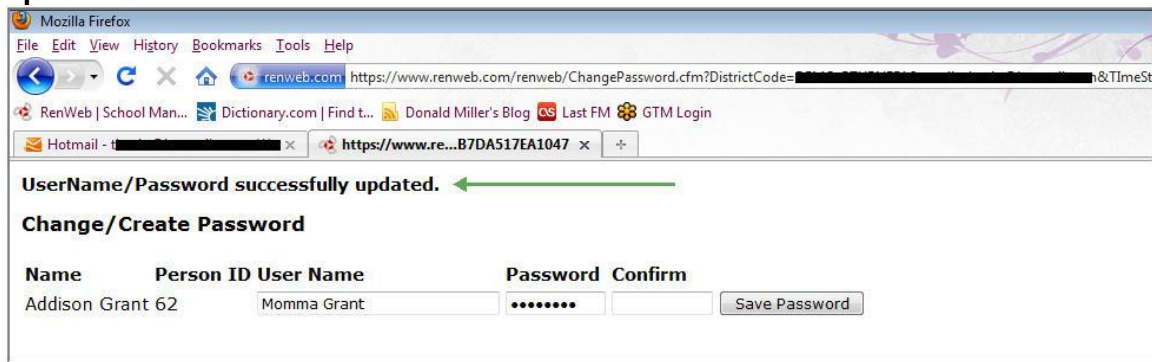 Mozilla Firefox
File Edit View History Bookmarks Tools Help
renweb.com https://www.renweb.com/renweb/ChangePassword.cfm?DistrictCode= h&TImeSt
RenWeb | School Man... Dictionary.com | Find t... Donald Miller's Blog Last FM GTM Login
Hotmail - t https://www.re...B7DA517EA1047
UserName/Password successfully updated.
Change/Create Password
Name Person ID User Name Password Confirm
Addison Grant 62 Momma Grant •••••••• Save Password